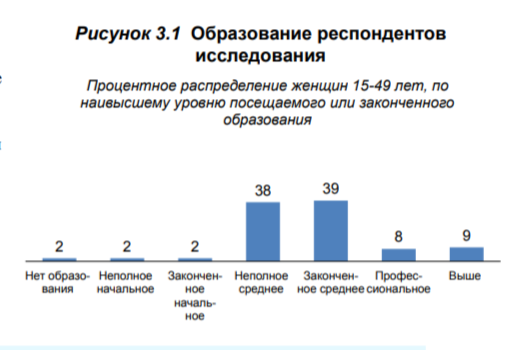 Рисунок 3.1 Образование респондентов
исследования
Процентное распределение женщин 15-49 лет, по
наивысшему уровню посещаемого или законченного
образования
2 2 2 38 39 8 9
Нет образо- Неполное Закончен- Неполное Закончен- Профес- Выше
вания начальное ное среднее ное среднее сиональное
началь-
ное